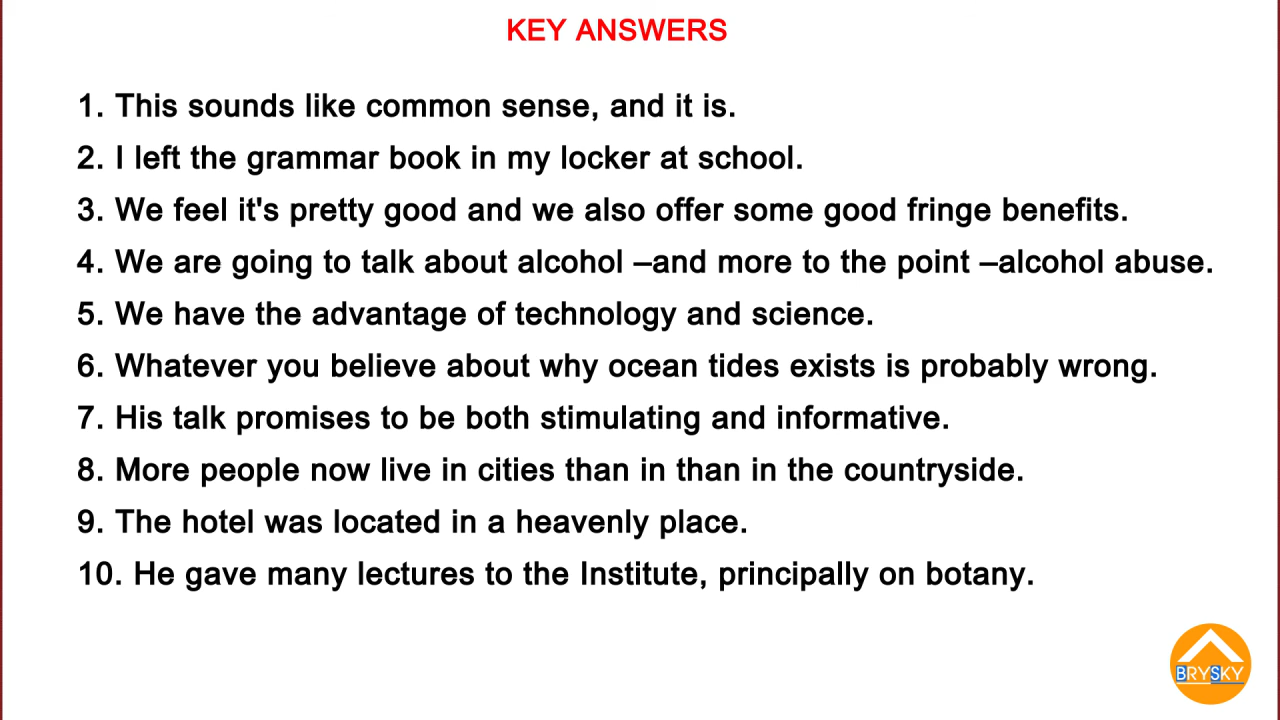 KEY ANSWERS
1. This sounds like common sense, and it is.
2. I left the grammar book in my locker at school.
3. We feel it's pretty good and we also offer some good fringe benefits.
4. We are going to talk about alcohol –and more to the point –alcohol abuse.
5. We have the advantage of technology and science.
6. Whatever you believe about why ocean tides exists is probably wrong.
7. His talk promises to be both stimulating and informative.
8. More people now live in cities than in than in the countryside.
9. The hotel was located in a heavenly place.
10. He gave many lectures to the Institute, principally on botany.
BRYSKY